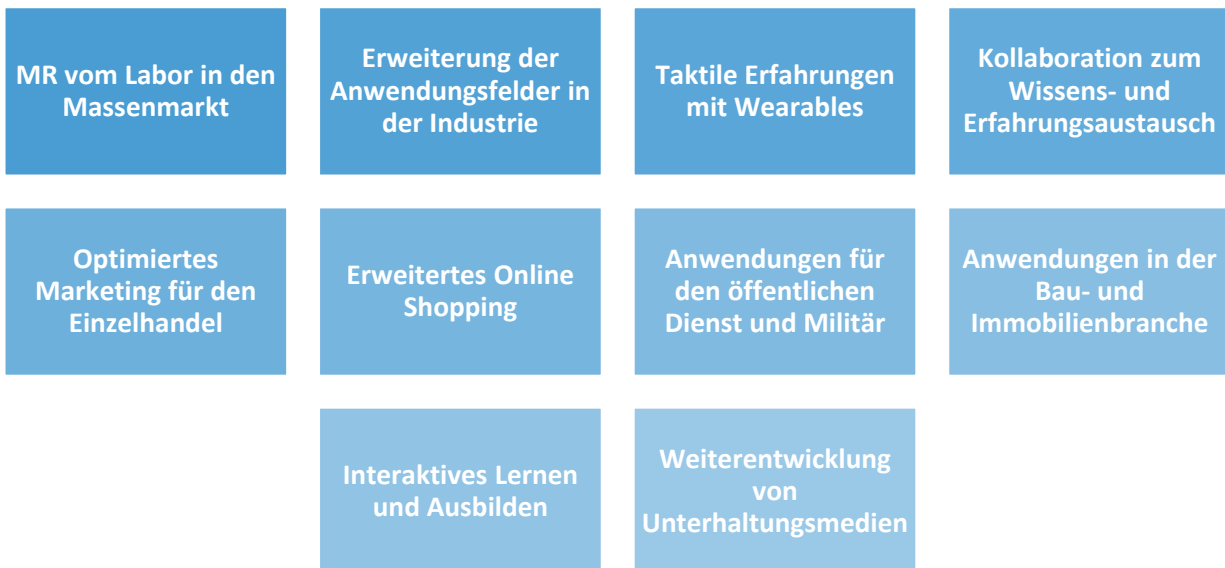 MR vom Labor in den
Massenmarkt
Erweiterung der
Anwendungsfelder in
der Industrie
Taktile Erfahrungen
mit Wearables
Kollaboration zum
Wissens- und
Erfahrungsaustausch
Optimiertes
Marketing für den
Einzelhandel
Erweitertes Online
Shopping
Anwendungen für
den öffentlichen
Dienst und Militär
Anwendungen in der
Bau- und
Immobilienbranche
Interaktives Lernen
und Ausbilden
Weiterentwicklung
von
Unterhaltungsmedien